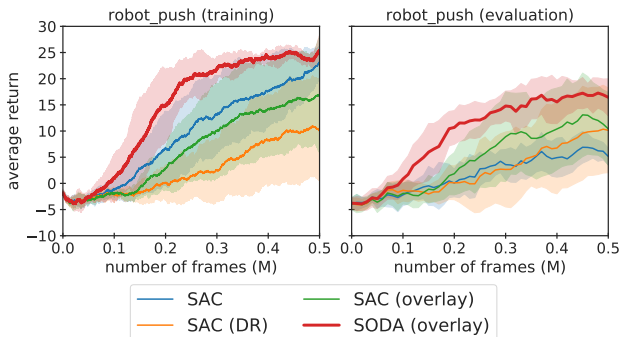 robot_push (training)
robot_push (evaluation)
average return
30
25
20
15
10
5
0
−5
−10
0.0 0.1 0.2 0.3 0.4 0.5
0.0 0.1 0.2 0.3 0.4 0.5
number of frames (M)
number of frames (M)
SAC
SAC (overlay)
SAC (DR)
SODA (overlay)